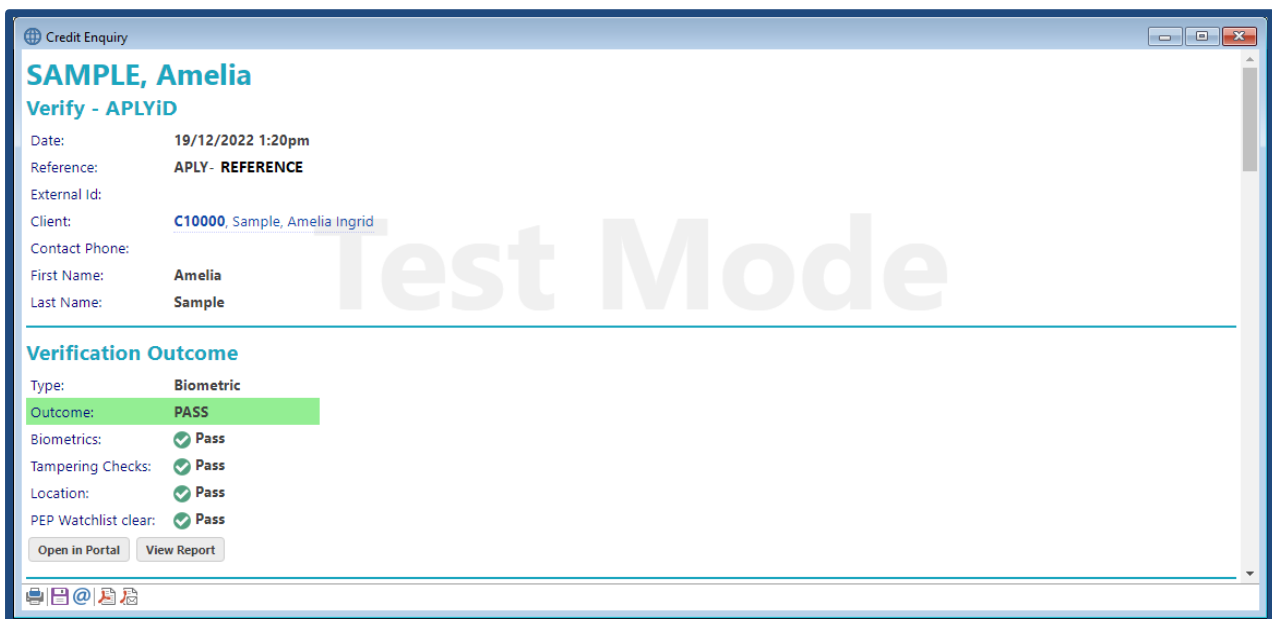 Credit Enquiry
SAMPLE, Amelia
Verify - APLYiD
Date: 19/12/2022 1:20pm
Reference: APLY- REFERENCE
External Id:
Client: C10000, Sample, Amelia Ingrid
Contact Phone:
First Name: Amelia
Last Name: Sample
Test Mode
Verification Outcome
Type: Biometric
Outcome: PASS
Biometrics: Pass
Tampering Checks: Pass
Location: Pass
PEP Watchlist clear: Pass
Open in Portal View Report